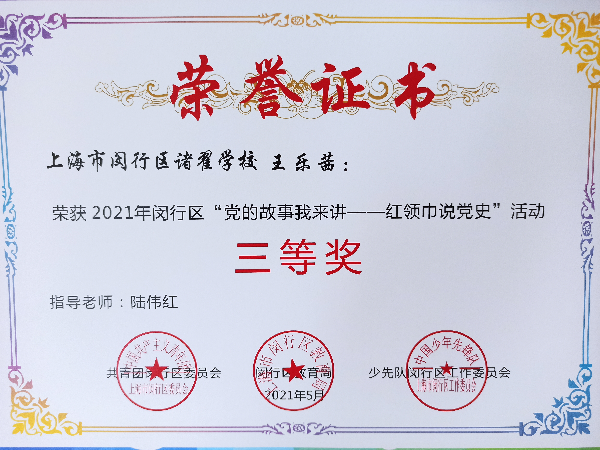 荣誉证书
上海市闵行区诸翟学校 王乐茜：
荣获 2021年闵行区“党的故事我来讲——红领巾说党史”活动
三等奖
指导老师：陆伟红
共青团闵行区委员会 闵行区教育局 少先队闵行区工作委员会
2021年5月